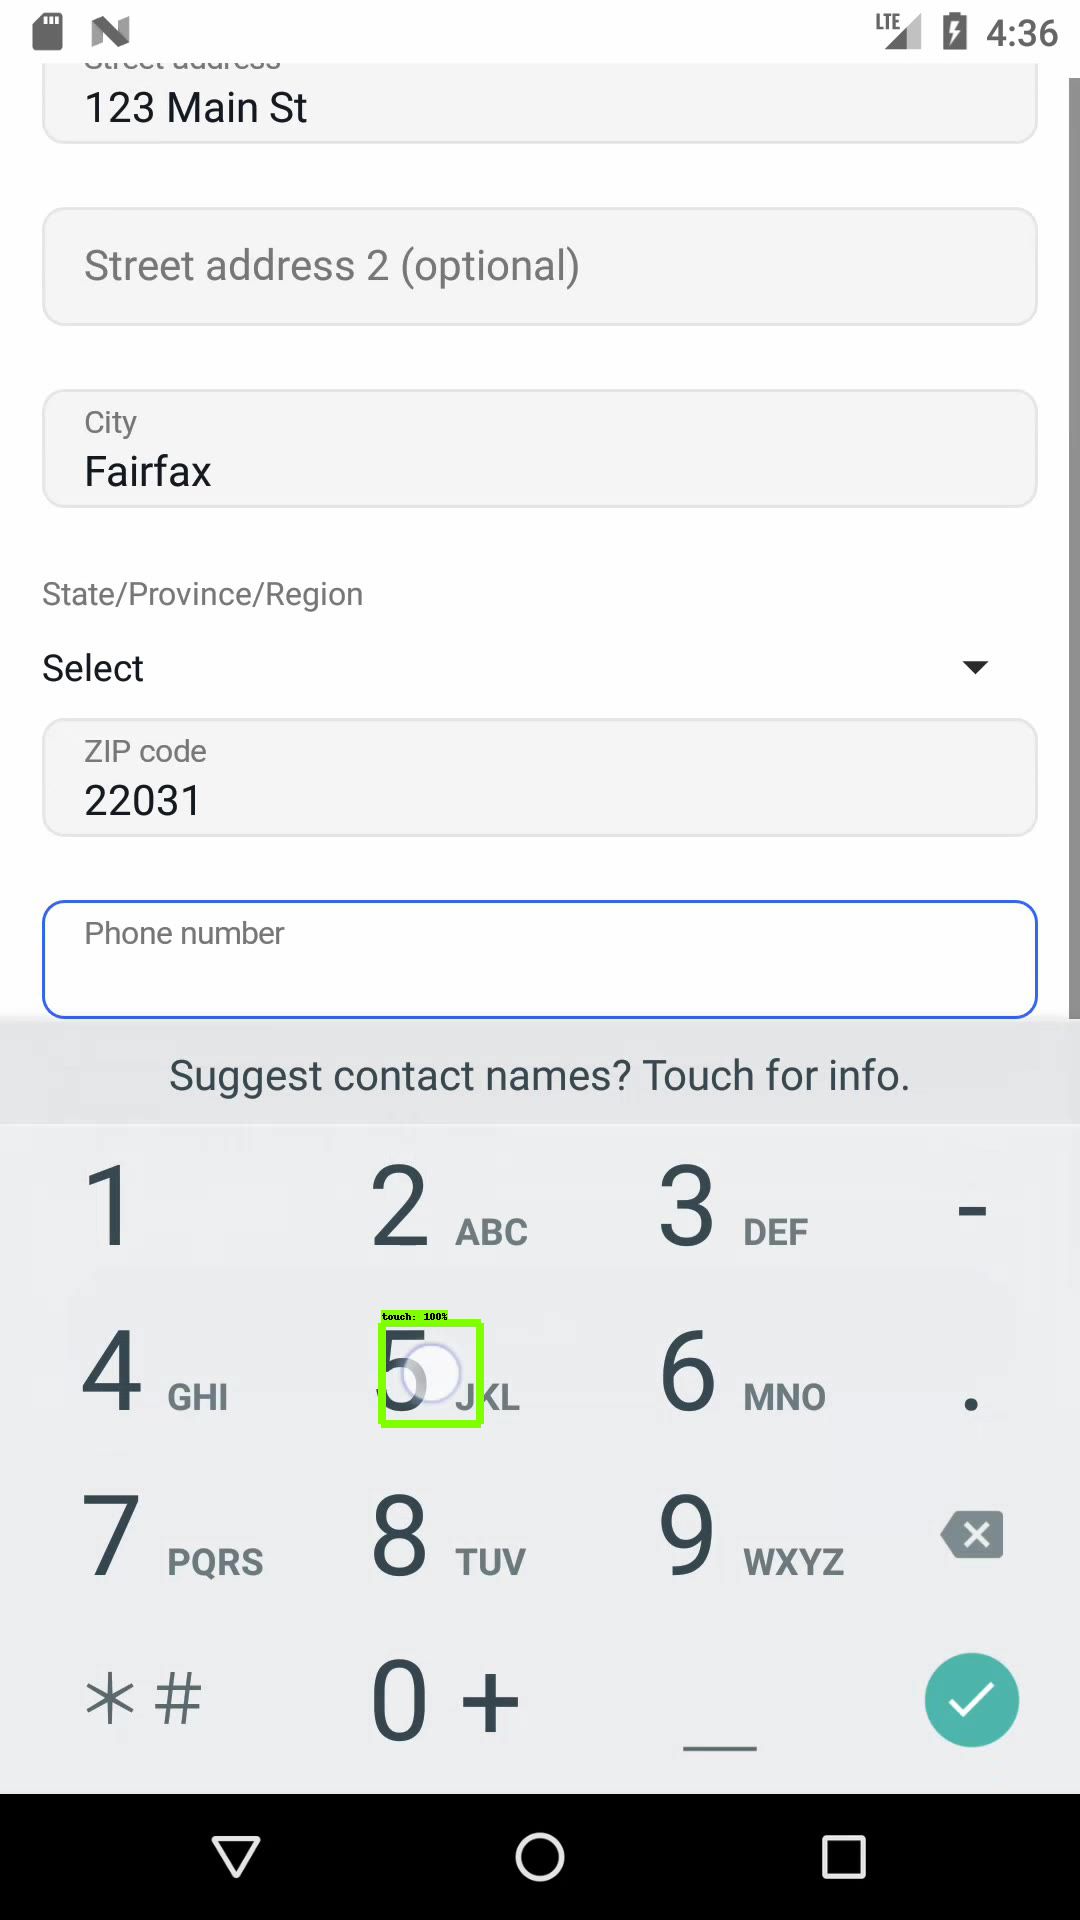 LTE 4:36
Street address
123 Main St
Street address 2 (optional)
City
Fairfax
State/Province/Region
Select
ZIP code
22031
Phone number
Suggest contact names? Touch for info.
1 2 ABC 3 DEF -
touch: 100%
4 GHI 5 JKL 6 MNO .
7 PQRS 8 TUV 9 WXYZ
* # 0 + _